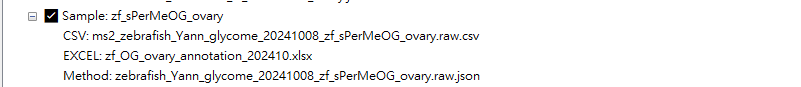 Sample: zf_sPerMeOG_ovary
CSV: ms2_zebrafish_Yann_glycome_20241008_zf_sPerMeOG_ovary.raw.csv
EXCEL: zf_OG_ovary_annotation_202410.xlsx
Method: zebrafish_Yann_glycome_20241008_zf_sPerMeOG_ovary.raw.json